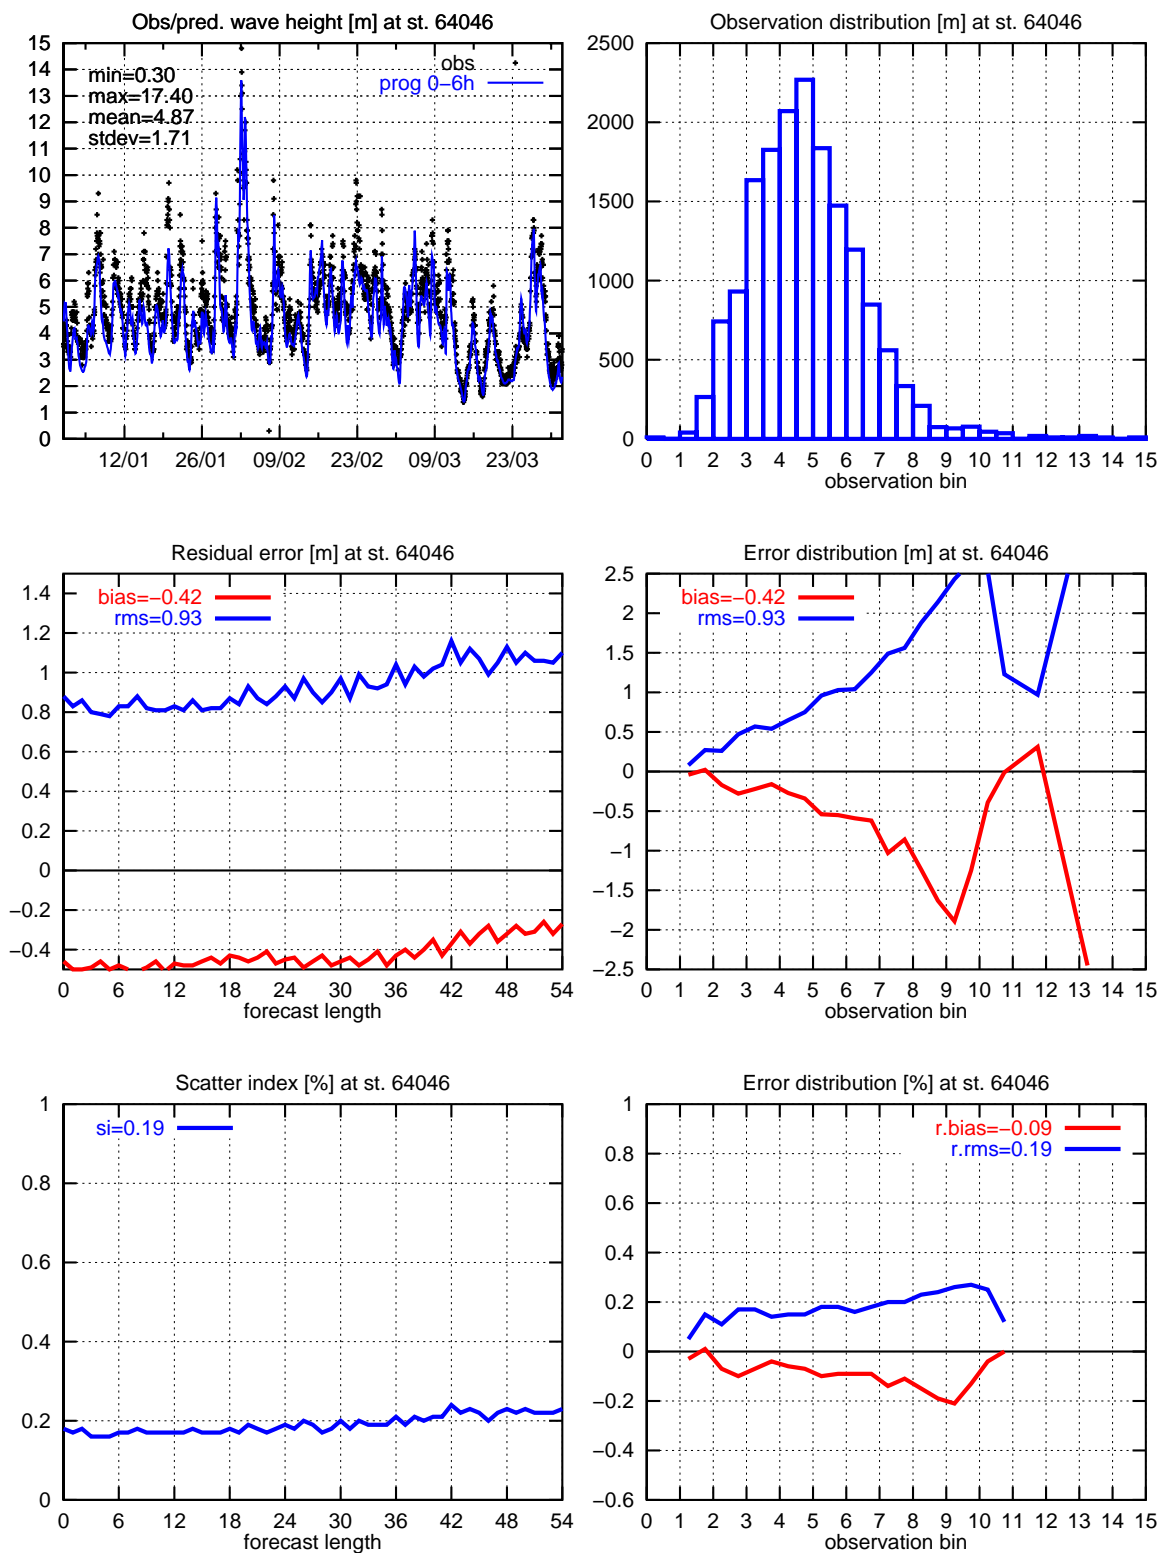 Obs/pred. wave height [m] at st. 64046
15
14
13
12
11
10
9
8
7
6
5
4
3
2
1
0
min=0.30
max=17.40
mean=4.87
stdev=1.71
obs
prog 0−6h
12/01 26/01 09/02 23/02 09/03 23/03
Observation distribution [m] at st. 64046
2500
2000
1500
1000
500
0
0 1 2 3 4 5 6 7 8 9 10 11 12 13 14 15
observation bin
Residual error [m] at st. 64046
1.4
1.2
1
0.8
0.6
0.4
0.2
0
−0.2
−0.4
bias=−0.42
rms=0.93
0 6 12 18 24 30 36 42 48 54
forecast length
Error distribution [m] at st. 64046
2.5
2
1.5
1
0.5
0
−0.5
−1
−1.5
−2
−2.5
bias=−0.42
rms=0.93
0 1 2 3 4 5 6 7 8 9 10 11 12 13 14 15
observation bin
Scatter index [%] at st. 64046
1
0.8
0.6
0.4
0.2
0
si=0.19
0 6 12 18 24 30 36 42 48 54
forecast length
Error distribution [%] at st. 64046
1
0.8
0.6
0.4
0.2
0
−0.2
−0.4
−0.6
r.bias=−0.09
r.rms=0.19
0 1 2 3 4 5 6 7 8 9 10 11 12 13 14 15
observation bin